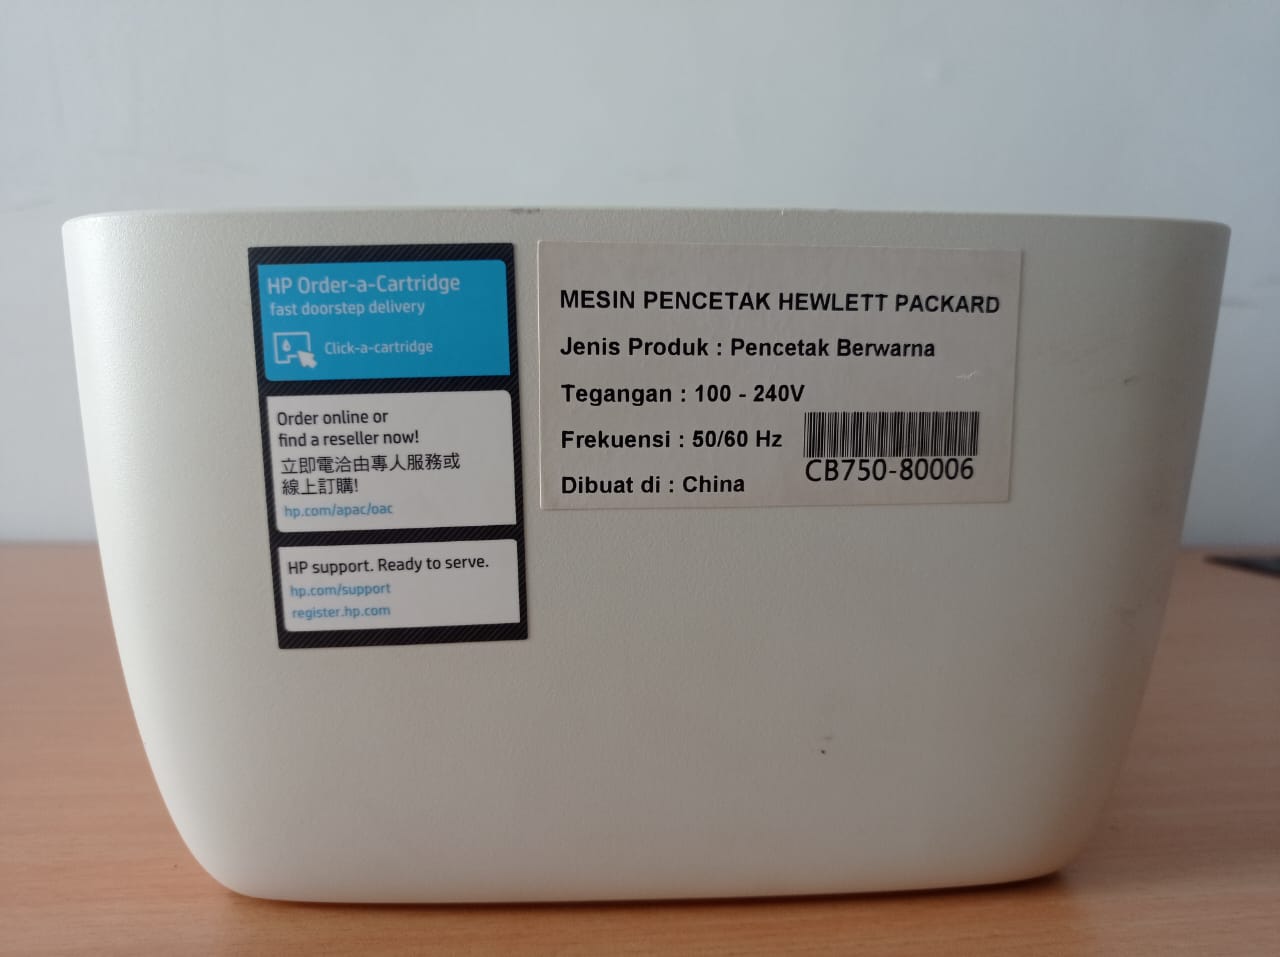 HP Order-a-Cartridge
fast doorstep delivery
Click-a-cartridge
Order online or
find a reseller now!
立即電洽由專人服務或
線上訂購!
hp.com/apac/oac
HP support. Ready to serve.
hp.com/support
register.hp.com
MESIN PENCETAK HEWLETT PACKARD
Jenis Produk : Pencetak Berwarna
Tegangan : 100 - 240V
Frekuensi : 50/60 Hz
Dibuat di : China
CB750-80006